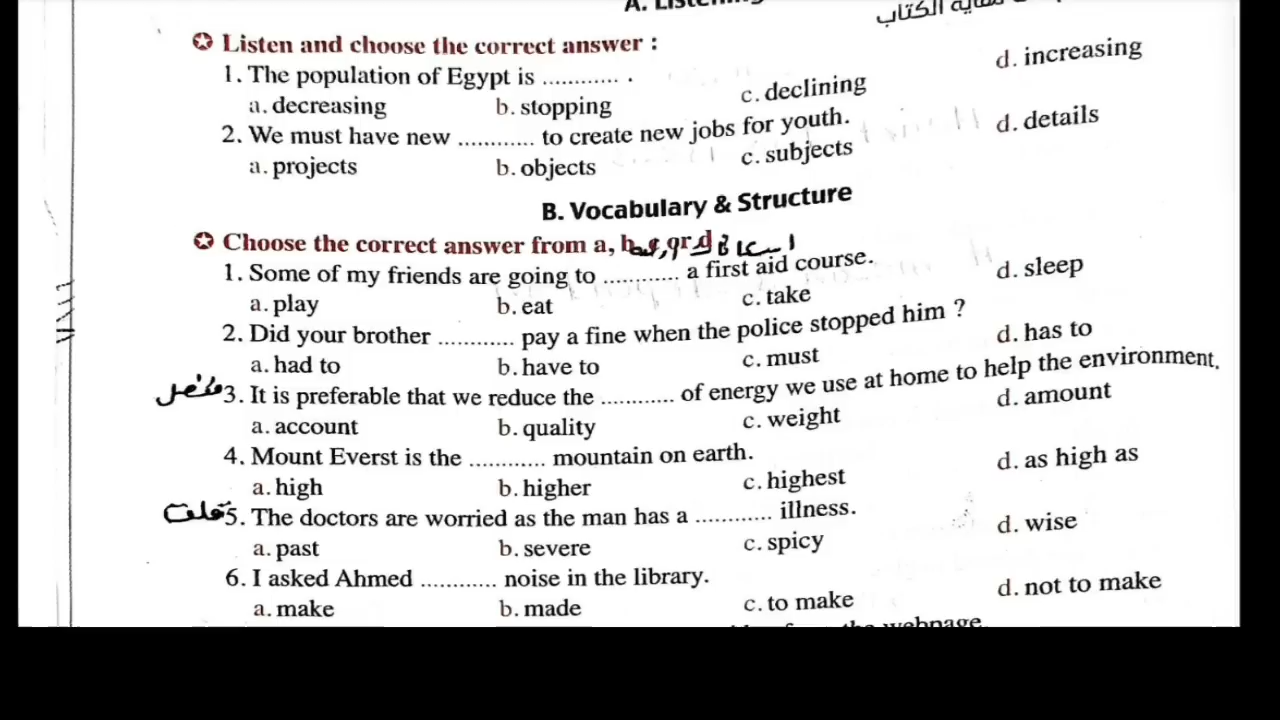 A. Listening
نهاية الكتاب
✪ Listen and choose the correct answer :
1. The population of Egypt is ............ .
a. decreasing b. stopping c. declining d. increasing
2. We must have new ............ to create new jobs for youth.
a. projects b. objects c. subjects d. details
B. Vocabulary & Structure
✪ Choose the correct answer from a, b, c, or d
1. Some of my friends are going to ............ a first aid course.
a. play b. eat c. take d. sleep
2. Did your brother ............ pay a fine when the police stopped him ?
a. had to b. have to c. must d. has to
3. It is preferable that we reduce the ............ of energy we use at home to help the environment.
a. account b. quality c. weight d. amount
4. Mount Everst is the ............ mountain on earth.
a. high b. higher c. highest d. as high as
5. The doctors are worried as the man has a ............ illness.
a. past b. severe c. spicy d. wise
6. I asked Ahmed ............ noise in the library.
a. make b. made c. to make d. not to make
the webpage.